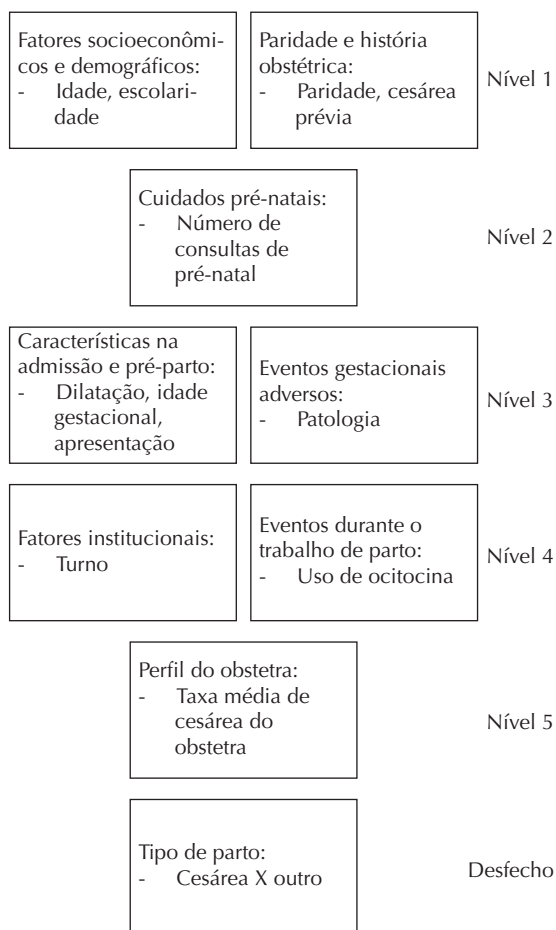 Fatores socioeconômi-
cos e demográficos:
- Idade, escolari-
dade
Paridade e história
obstétrica:
- Paridade, cesárea
prévia
Nível 1
Cuidados pré-natais:
- Número de
consultas de
pré-natal
Nível 2
Características na
admissão e pré-parto:
- Dilatação, idade
gestacional,
apresentação
Eventos gestacionais
adversos:
- Patologia
Nível 3
Fatores institucionais:
- Turno
Eventos durante o
trabalho de parto:
- Uso de ocitocina
Nível 4
Perfil do obstetra:
- Taxa média de
cesárea do
obstetra
Nível 5
Tipo de parto:
- Cesárea X outro
Desfecho